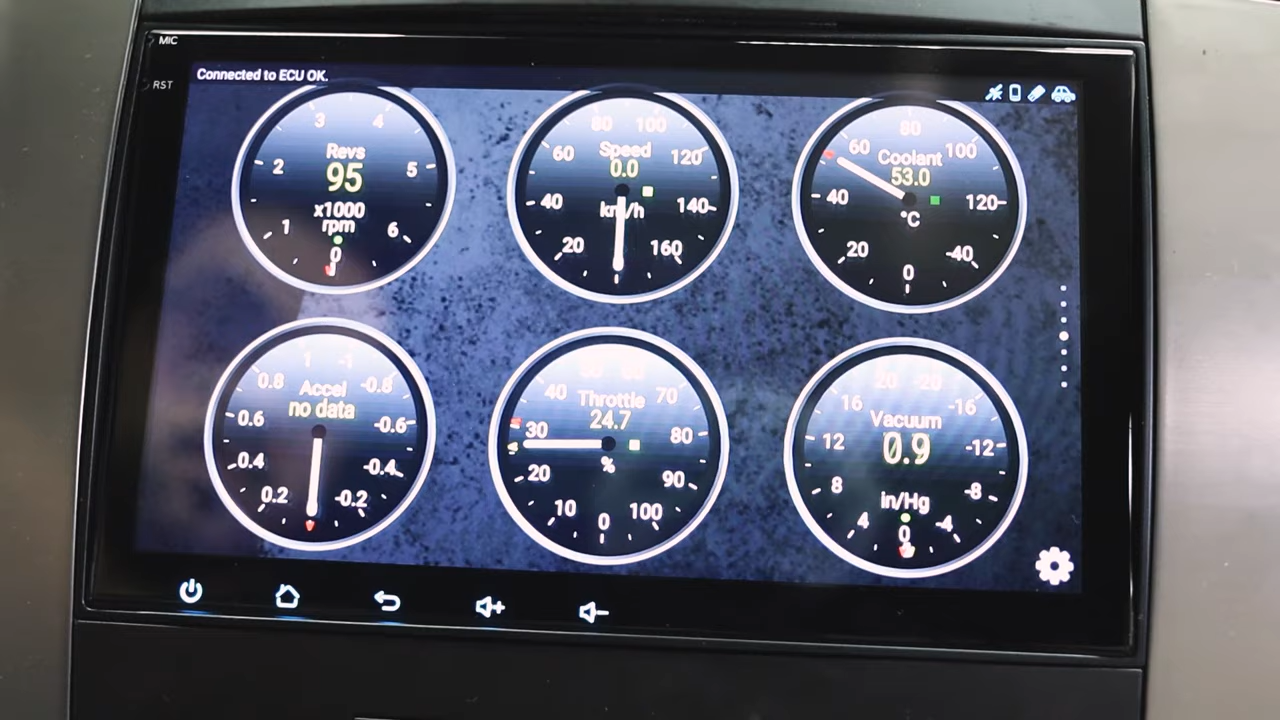 MIC
RST
Connected to ECU OK.
3 4
2 5
1 6
0
Revs
95
x1000
rpm
80 100
60 120
40 140
20 160
Speed
0.0
km/h
80
60 100
40 120
20 -40
0
Coolant
53.0
°C
1 -1
0.8 -0.8
0.6 -0.6
0.4 -0.4
0.2 -0.2
Accel
no data
40 70
30 80
20 90
10 100
0
Throttle
24.7
%
20 -20
16 -16
12 -12
8 -8
4 -4
0
Vacuum
0.9
in/Hg